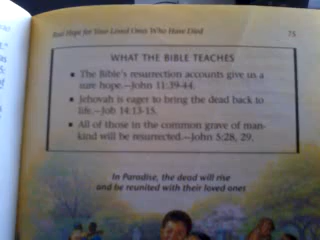 Real Hope for Your Loved Ones Who Have Died 75
WHAT THE BIBLE TEACHES
▪ The Bible's resurrection accounts give us a
sure hope.—John 11:39-44.
▪ Jehovah is eager to bring the dead back to
life.—Job 14:13-15.
▪ All of those in the common grave of man-
kind will be resurrected.—John 5:28, 29.
In Paradise, the dead will rise
and be reunited with their loved ones